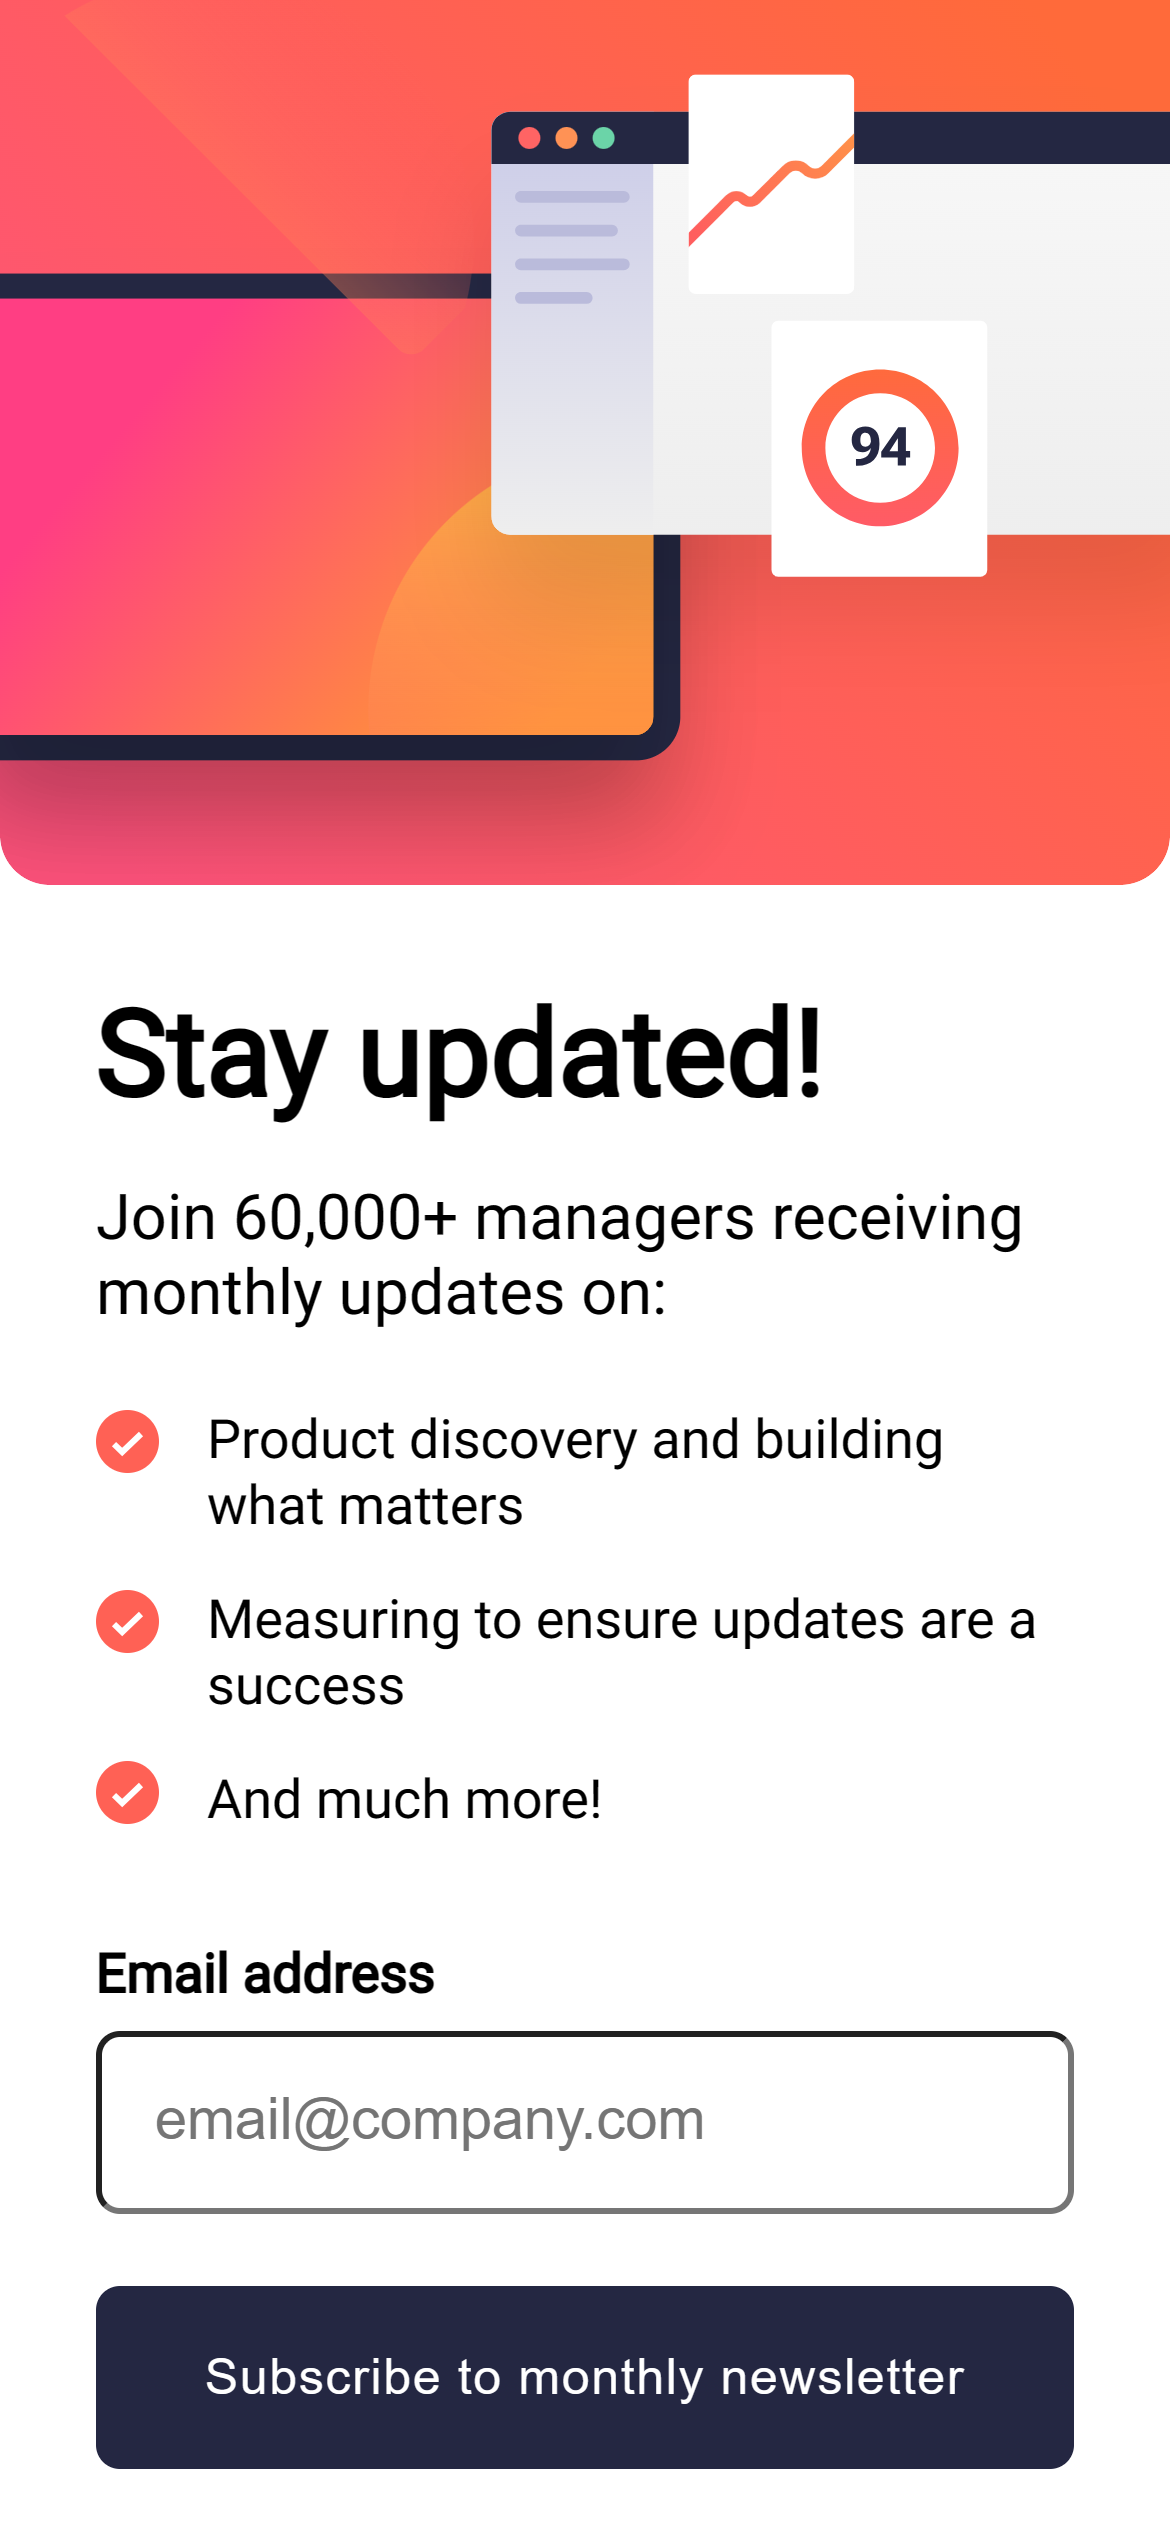 94
Stay updated!
Join 60,000+ managers receiving
monthly updates on:
Product discovery and building
what matters
Measuring to ensure updates are a
success
And much more!
Email address
email@company.com
Subscribe to monthly newsletter